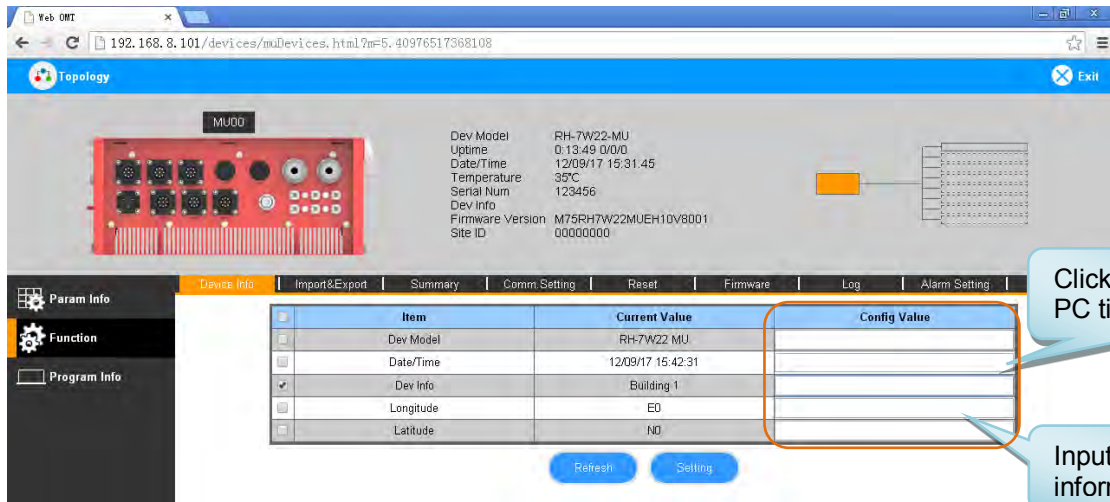 Web OMT
192.168.8.101/devices/muDevices.html?m=5.40976517368108
Topology
Exit
MU00
Dev Model RH-7W22-MU
Uptime 0:13:49 0/0/0
Date/Time 12/09/17 15:31:45
Temperature 35℃
Serial Num 123456
Dev Info
Firmware Version M75RH7W22MUEH10V8001
Site ID 00000000
Param Info
Function
Program Info
Device Info Import&Export Summary Comm.Setting Reset Firmware Log Alarm Setting
Item Current Value Config Value
Dev Model RH-7W22 MU
Date/Time 12/09/17 15:42:31
Dev Info Building 1
Longitude E0
Latitude N0
Refresh Setting
Click
PC ti
Input
infor